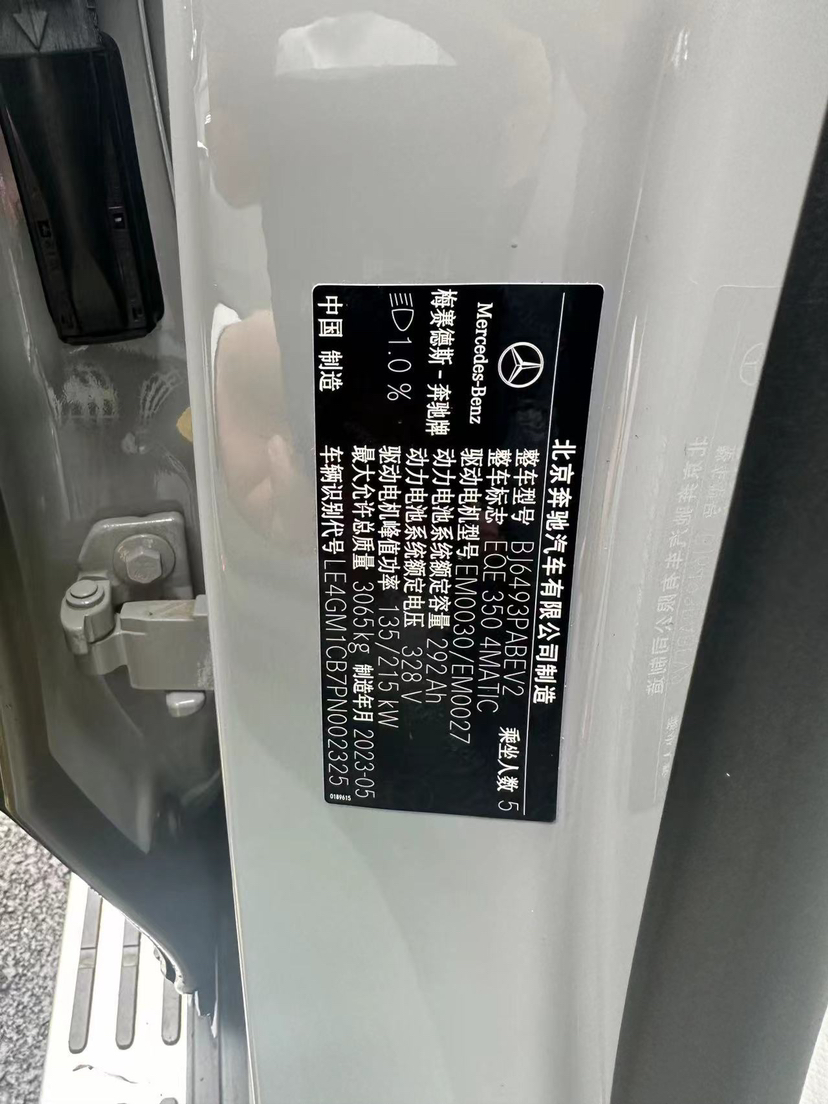 北京奔驰汽车有限公司制造
Mercedes-Benz
梅赛德斯-奔驰牌
1.0 %
中国 制造
整车型号 BJ6493PABEV2 乘坐人数 5
整车标志 EQE 350 4MATIC
驱动电机型号 EM0030/EM0027
动力电池系统额定容量 292 Ah
动力电池系统额定电压 328 V
驱动电机峰值功率 135/215 kW
最大允许总质量 3065kg 制造年月 2023-05
车辆识别代号 LE4GM1CB7PN002325
0189615